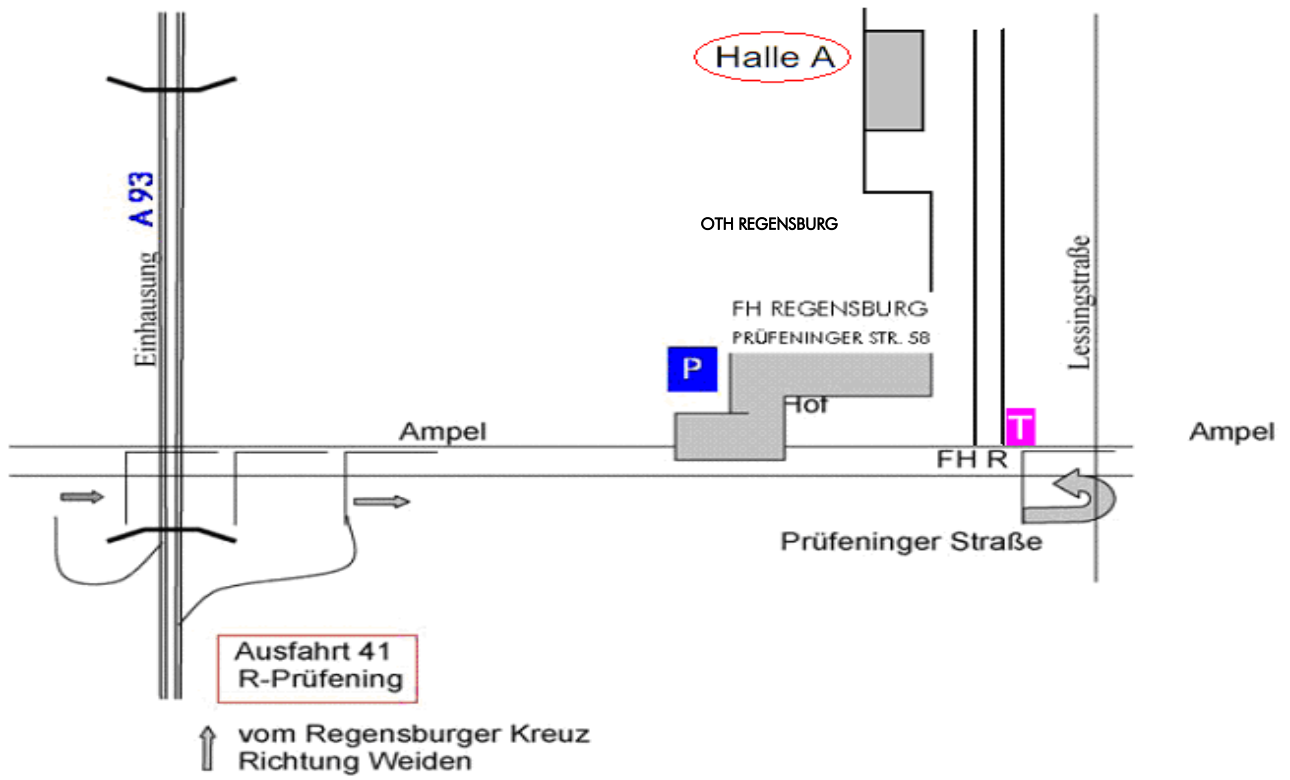 Halle A
A 93
Einhausung
OTH REGENSBURG
FH REGENSBURG
PRÜFENINGER STR. 58
Lessingstraße
P
Hof
Ampel
T
Ampel
FH R
Prüfeninger Straße
Ausfahrt 41
R-Prüfening
vom Regensburger Kreuz
Richtung Weiden